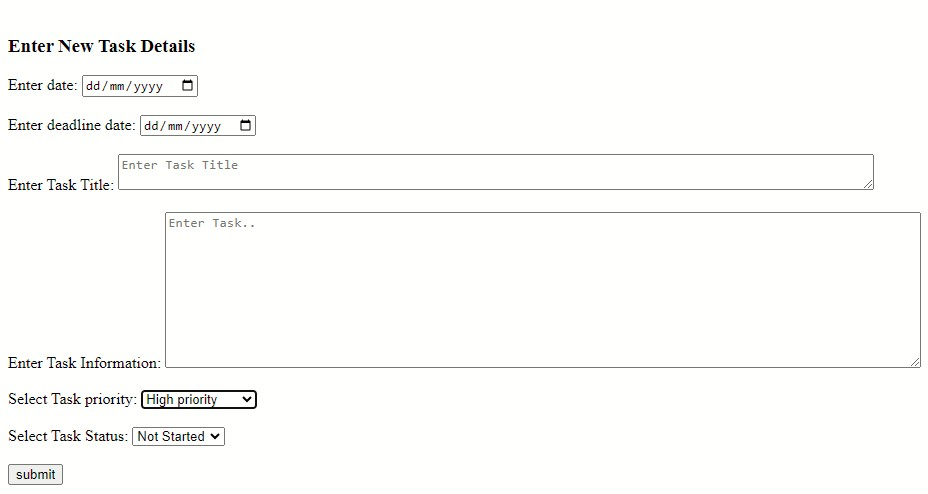 Enter New Task Details
Enter date: dd/mm/yyyy
Enter deadline date: dd/mm/yyyy
Enter Task Title: Enter Task Title
Enter Task Information: Enter Task..
Select Task priority: High priority
Select Task Status: Not Started
submit